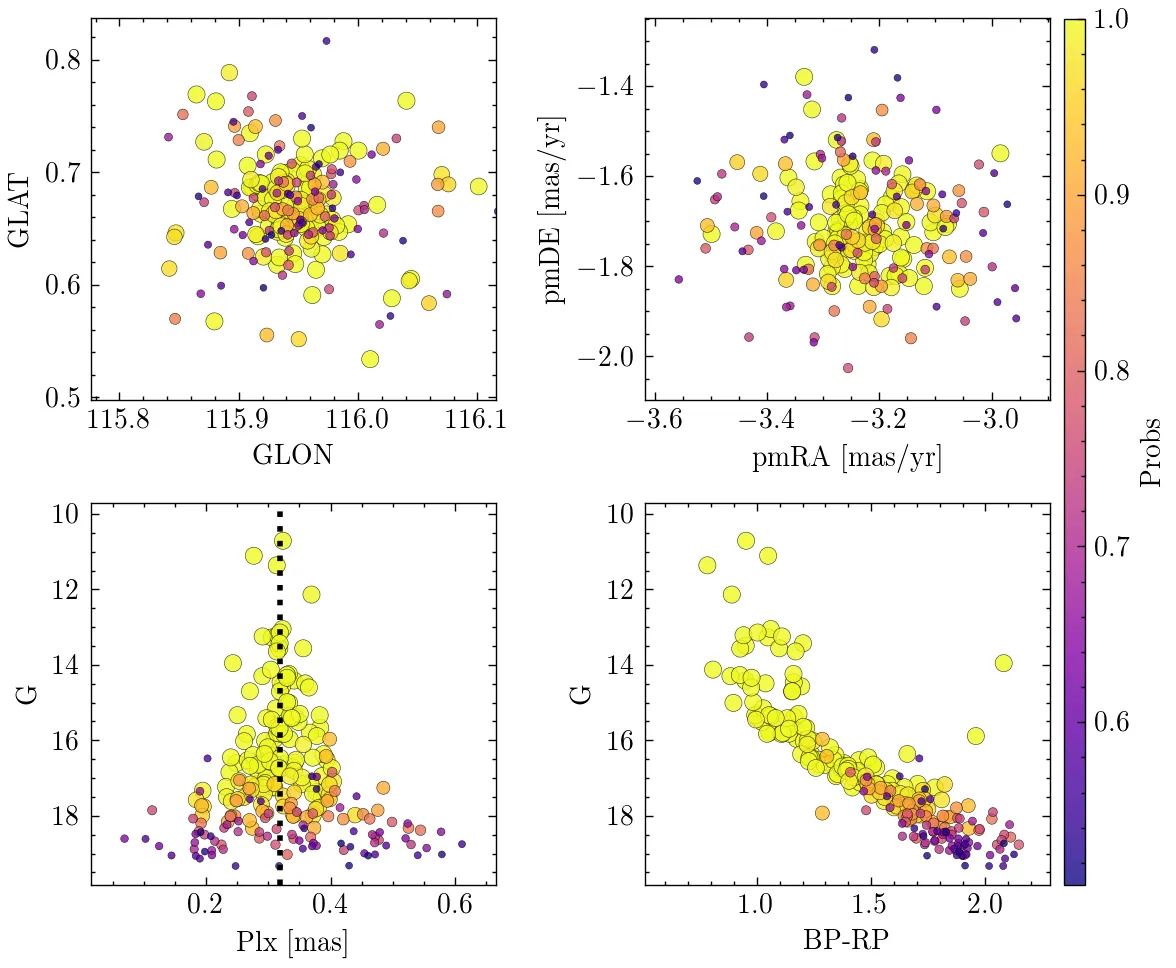 0.8
0.7
0.6
0.5
GLAT
115.8 115.9 116.0 116.1
GLON
−1.4
−1.6
−1.8
−2.0
pmDE [mas/yr]
−3.6 −3.4 −3.2 −3.0
pmRA [mas/yr]
1.0
0.9
0.8
0.7
0.6
Probs
10
12
14
16
18
G
0.2 0.4 0.6
Plx [mas]
10
12
14
16
18
G
1.0 1.5 2.0
BP-RP